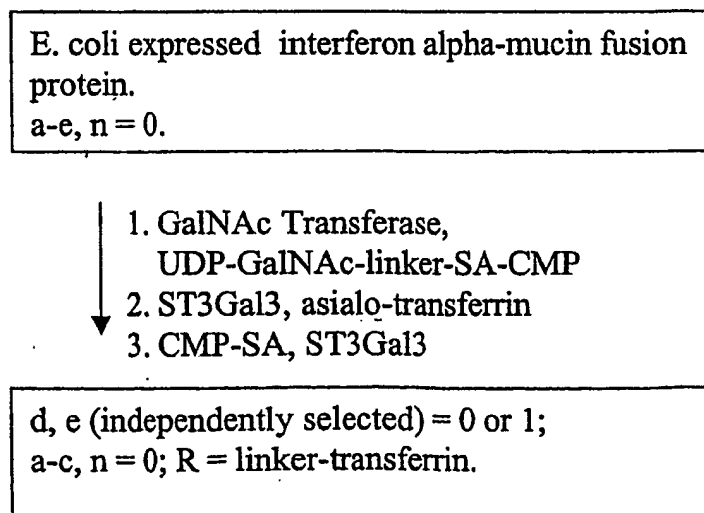 E. coli expressed interferon alpha-mucin fusion
protein.
a-e, n = 0.
1. GalNAc Transferase,
UDP-GalNAc-linker-SA-CMP
2. ST3Gal3, asialo-transferrin
3. CMP-SA, ST3Gal3
d, e (independently selected) = 0 or 1;
a-c, n = 0; R = linker-transferrin.